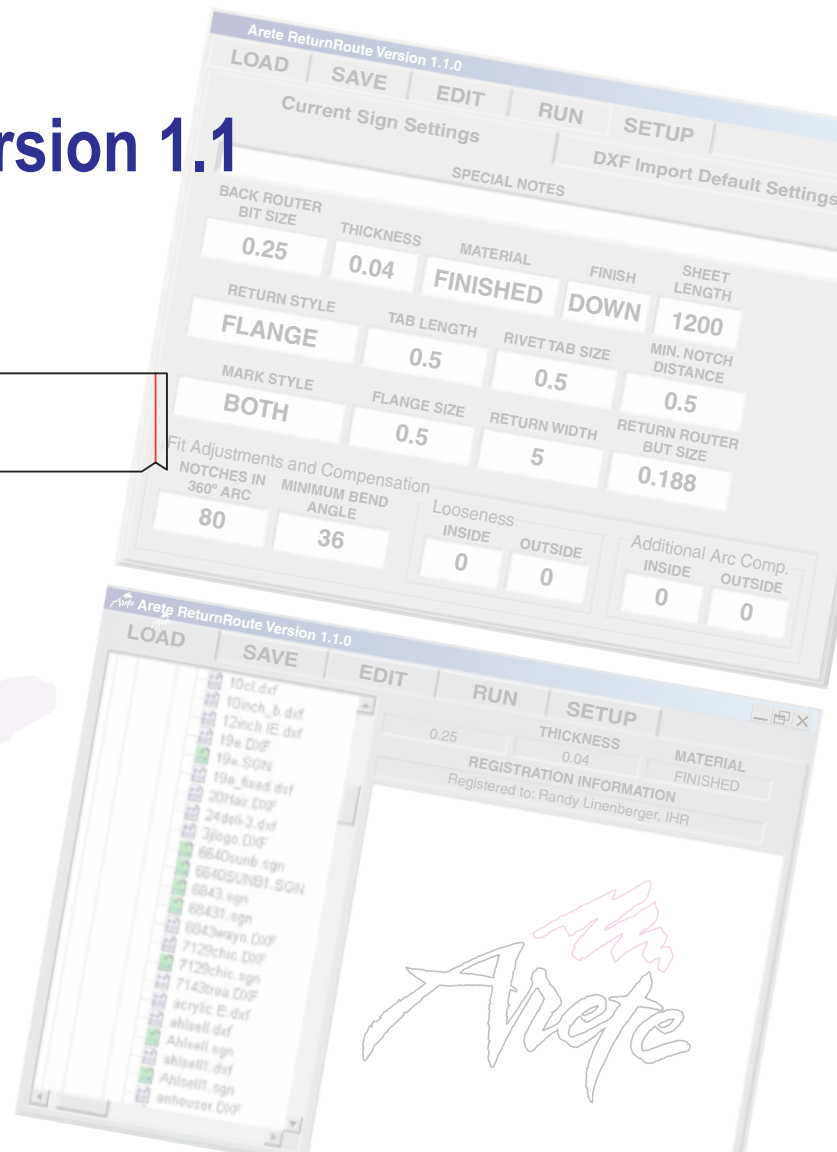 rsion 1.1
Arete ReturnRoute Version 1.1.0
LOAD SAVE EDIT RUN SETUP
Current Sign Settings DXF Import Default Settings
SPECIAL NOTES
BACK ROUTER BIT SIZE THICKNESS MATERIAL FINISH SHEET LENGTH
0.25 0.04 FINISHED DOWN 1200
RETURN STYLE TAB LENGTH RIVET TAB SIZE MIN. NOTCH DISTANCE
FLANGE 0.5 0.5 0.5
MARK STYLE FLANGE SIZE RETURN WIDTH RETURN ROUTER BUT SIZE
BOTH 0.5 5 0.188
Fit Adjustments and Compensation
NOTCHES IN 360° ARC MINIMUM BEND ANGLE
80 36
Looseness
INSIDE OUTSIDE
0 0
Additional Arc Comp.
INSIDE OUTSIDE
0 0
Arete Arete ReturnRoute Version 1.1.0
LOAD SAVE EDIT RUN SETUP
10cl.dxf
10inch_b.dxf
12inch IE.dxf
19e.DXF
19e.SGN
19e_fixed.dxf
20Hair.DXF
24deli-3.dxf
3jlogo.DXF
6640sunb.sgn
6640SUNB1.SGN
6843.sgn
68431.sgn
6843wayn.DXF
7129chic.DXF
7129chic.sgn
7143trea.DXF
acrylic E.dxf
ahlsell.dxf
Ahlsell.sgn
ahlsell1.dxf
Ahlsell1.sgn
anheuser.DXF
THICKNESS MATERIAL
0.25 0.04 FINISHED
REGISTRATION INFORMATION
Registered to: Randy Linenberger, IHR
Arete